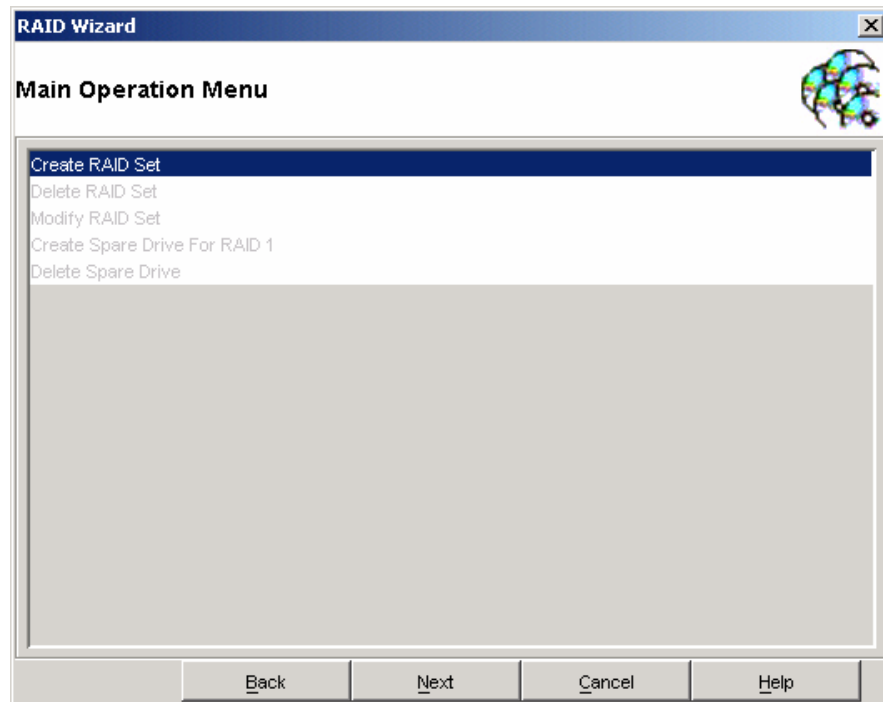 RAID Wizard
Main Operation Menu
Create RAID Set
Delete RAID Set
Modify RAID Set
Create Spare Drive For RAID 1
Delete Spare Drive
Back Next Cancel Help